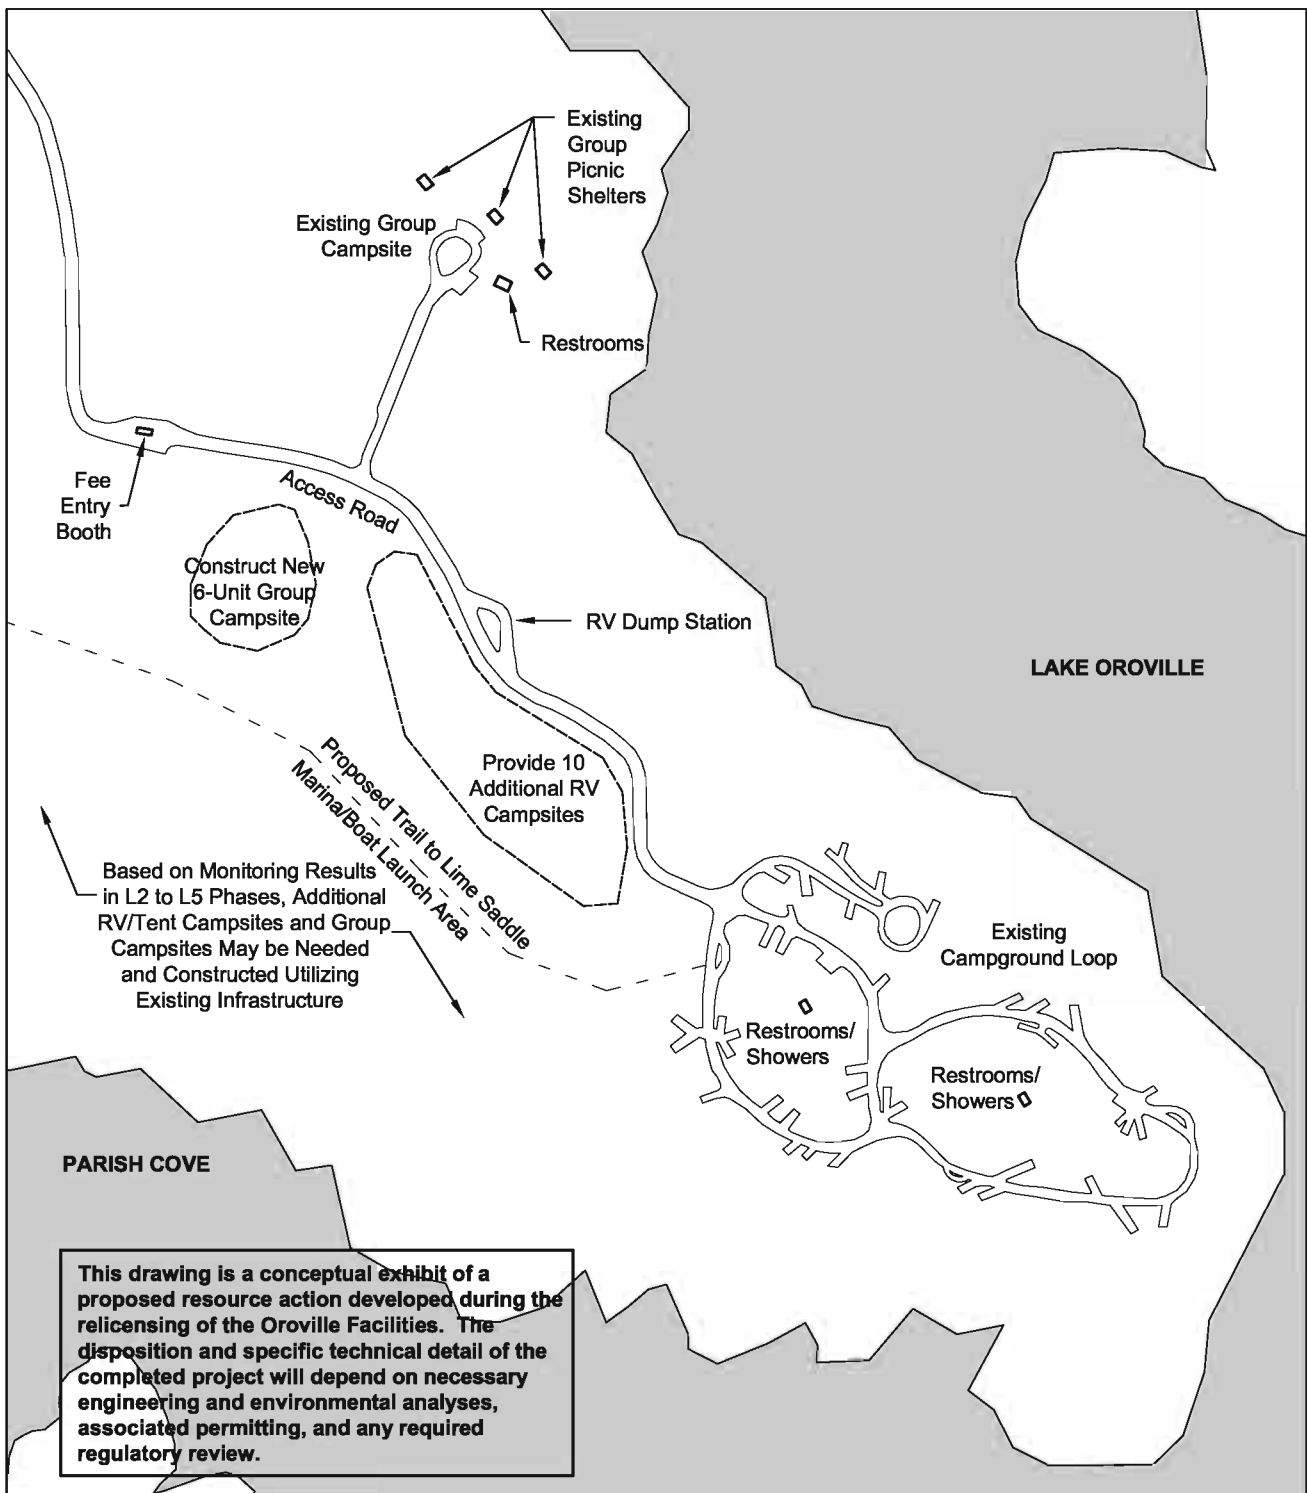 Existing
Group
Picnic
Shelters
Existing Group
Campsite
Restrooms
Fee
Entry
Booth
Access Road
Construct New
6-Unit Group
Campsite
RV Dump Station
LAKE OROVILLE
Proposed Trail to Lime Saddle
Marina/Boat Launch Area
Provide 10
Additional RV
Campsites
Based on Monitoring Results
in L2 to L5 Phases, Additional
RV/Tent Campsites and Group
Campsites May be Needed
and Constructed Utilizing
Existing Infrastructure
Existing
Campground Loop
Restrooms/
Showers
Restrooms/
Showers
PARISH COVE
This drawing is a conceptual exhibit of a
proposed resource action developed during the
relicensing of the Oroville Facilities. The
disposition and specific technical detail of the
completed project will depend on necessary
engineering and environmental analyses,
associated permitting, and any required
regulatory review.